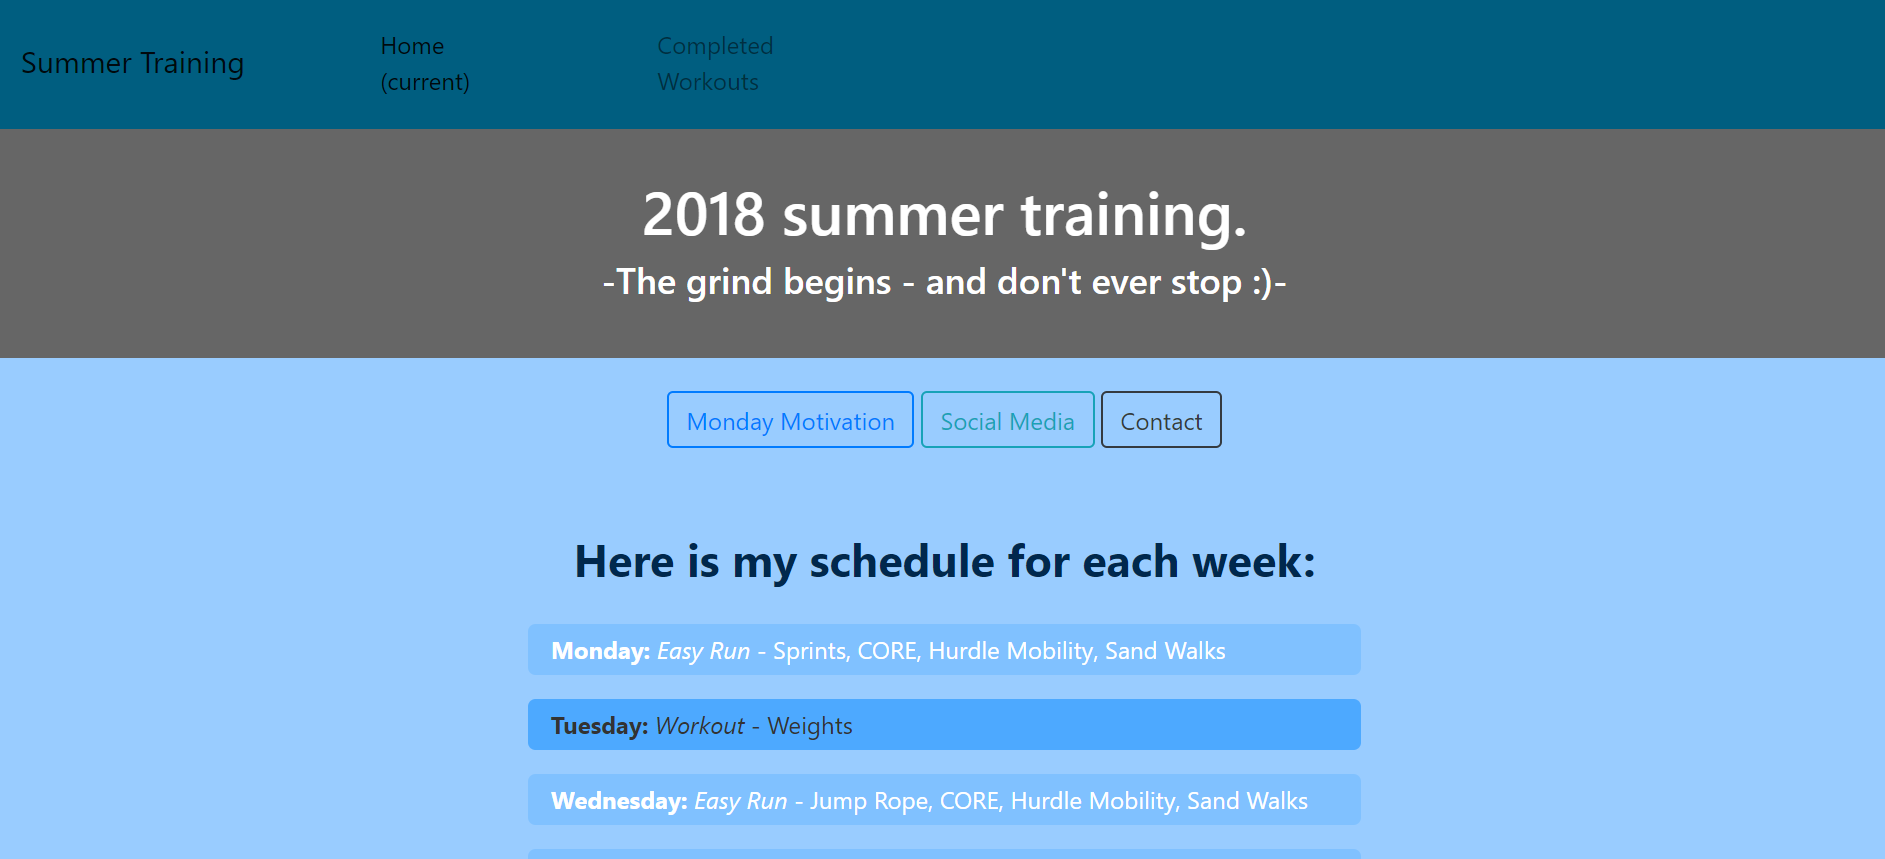 Summer Training
Home
(current)
Completed
Workouts
2018 summer training.
-The grind begins - and don't ever stop :)-
Monday Motivation
Social Media
Contact
Here is my schedule for each week:
Monday: Easy Run - Sprints, CORE, Hurdle Mobility, Sand Walks
Tuesday: Workout - Weights
Wednesday: Easy Run - Jump Rope, CORE, Hurdle Mobility, Sand Walks